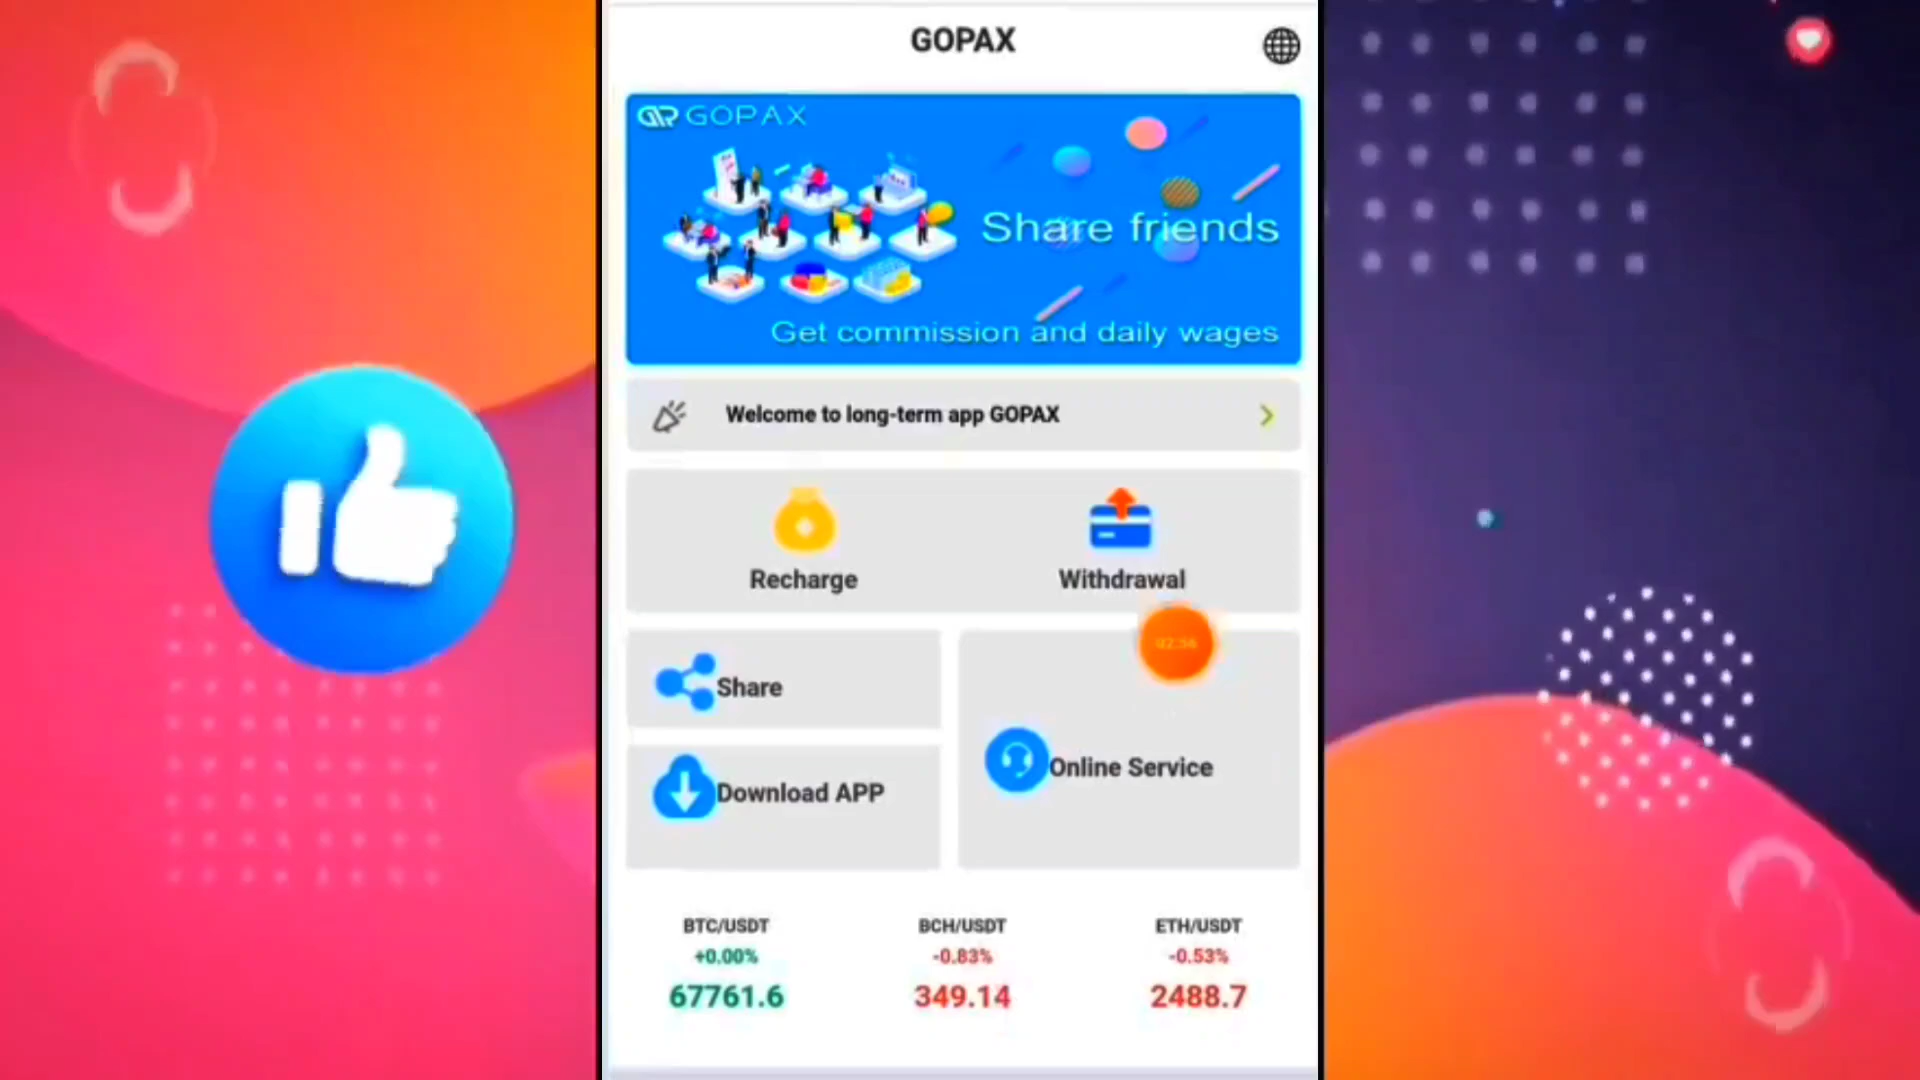 GOPAX
GOPAX
Share friends
Get commission and daily wages
Welcome to long-term app GOPAX
Recharge
Withdrawal
02:56
Share
Download APP
Online Service
BTC/USDT
BCH/USDT
ETH/USDT
+0.00%
-0.83%
-0.53%
67761.6
349.14
2488.7